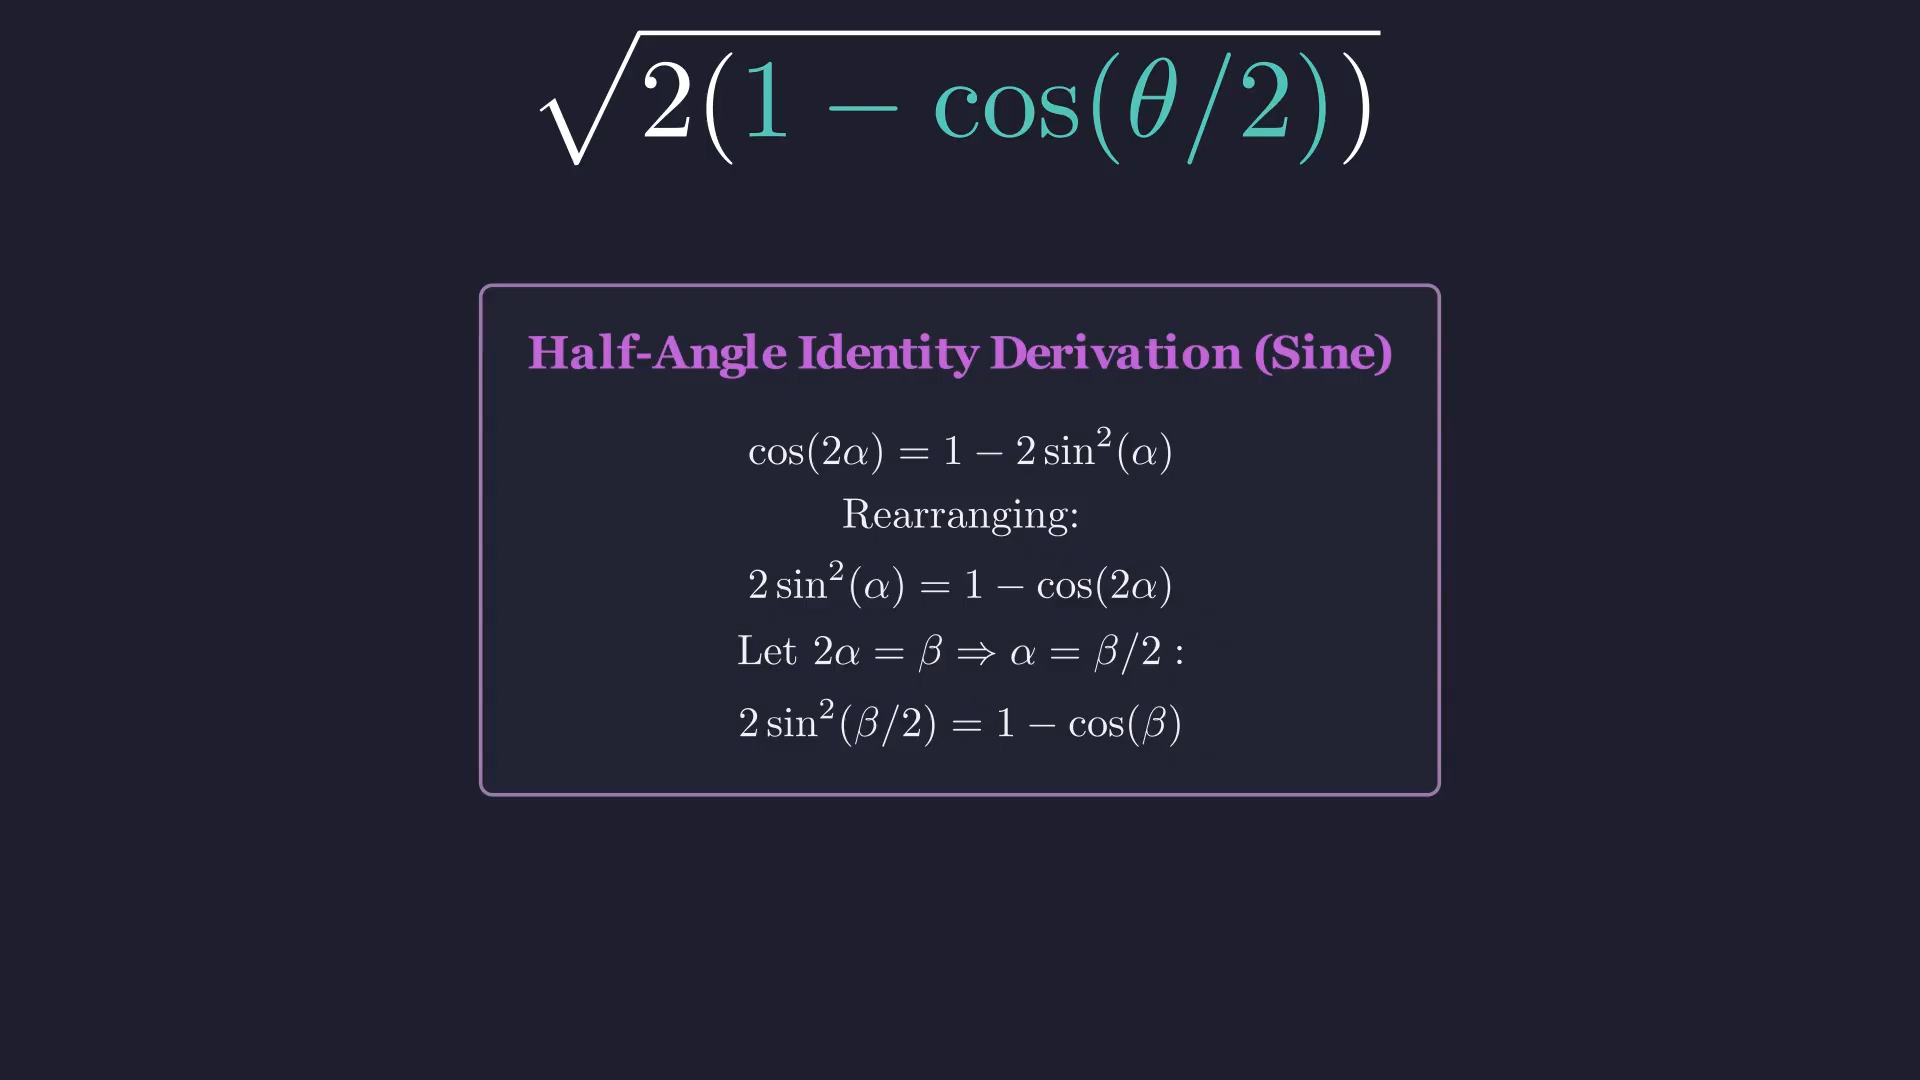 √2(1 − cos(θ/2))
Half-Angle Identity Derivation (Sine)
cos(2α) = 1 − 2 sin²(α)
Rearranging:
2 sin²(α) = 1 − cos(2α)
Let 2α = β ⇒ α = β/2 :
2 sin²(β/2) = 1 − cos(β)